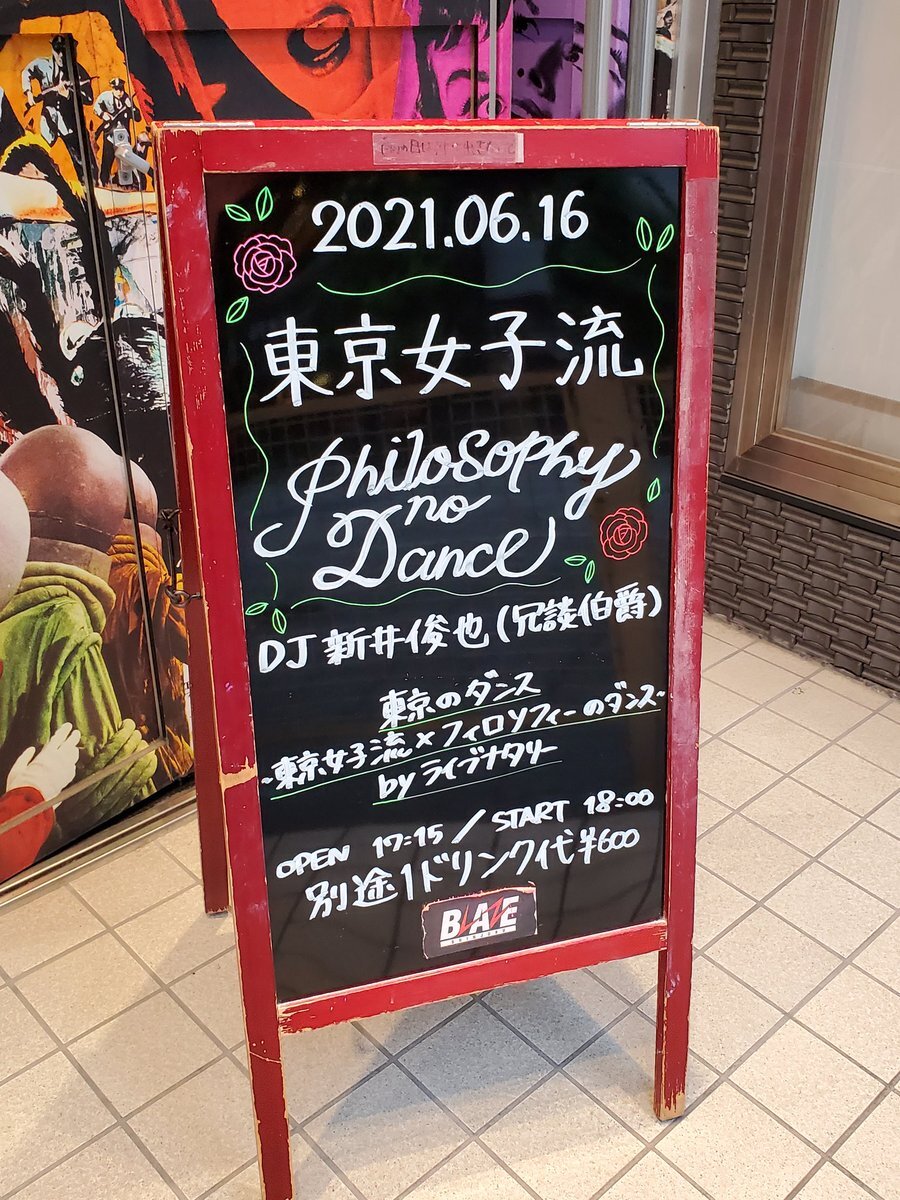 2021.06.16
東京女子流
Philosophy
no
Dance
DJ 新井俊也(冗談伯爵)
東京のダンス
~東京女子流×フィロソフィーのダンス~
by ライブナタリー
OPEN 17:15 / START 18:00
別途1ドリンク代¥600
BLAZE
SHINJUKU